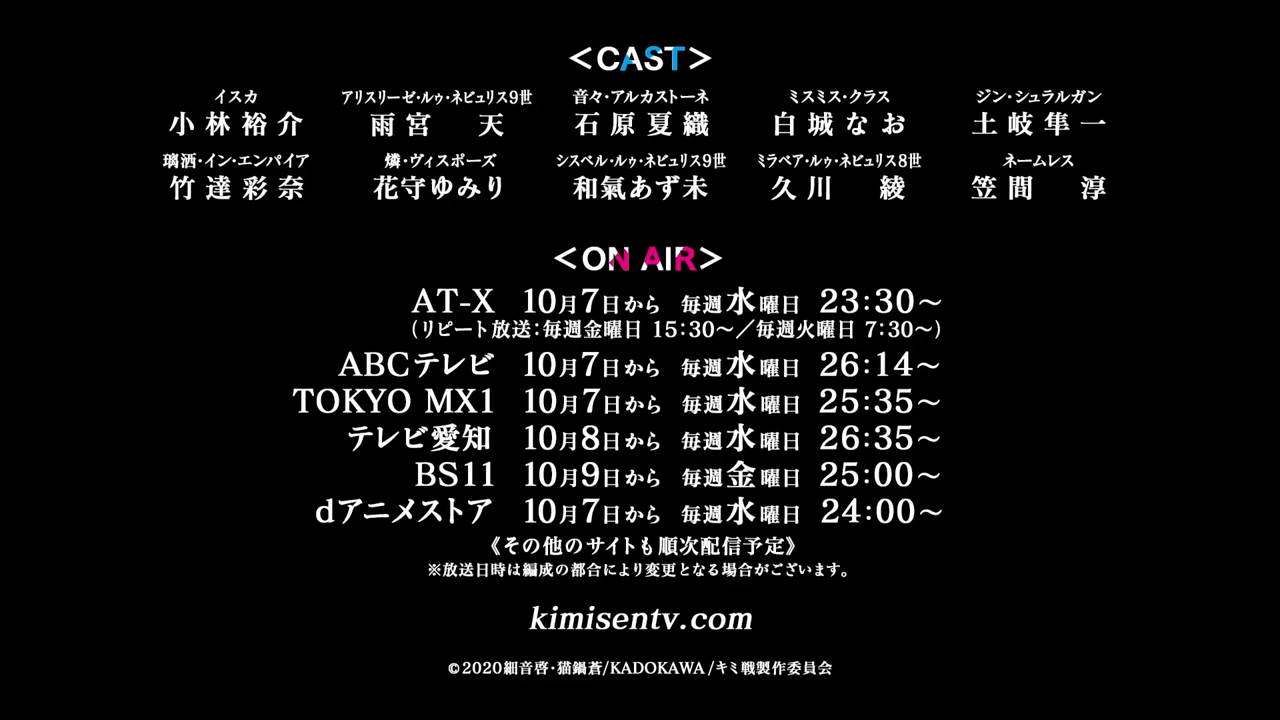 <CAST>
イスカ アリスリーゼ・ルゥ・ネビュリス9世 音々・アルカストーネ ミスミス・クラス ジン・シュラルガン
小林裕介 雨宮 天 石原夏織 白城なお 土岐隼一
璃洒・イン・エンパイア 燐・ヴィスポーズ シスベル・ルゥ・ネビュリス9世 ミラベア・ルゥ・ネビュリス8世 ネームレス
竹達彩奈 花守ゆみり 和氣あず未 久川 綾 笠間 淳
<ON AIR>
AT-X 10月7日から 毎週水曜日 23:30〜
(リピート放送:毎週金曜日 15:30〜/毎週火曜日 7:30〜)
ABCテレビ 10月7日から 毎週水曜日 26:14〜
TOKYO MX1 10月7日から 毎週水曜日 25:35〜
テレビ愛知 10月8日から 毎週水曜日 26:35〜
BS11 10月9日から 毎週金曜日 25:00〜
dアニメストア 10月7日から 毎週水曜日 24:00〜
《その他のサイトも順次配信予定》
※放送日時は編成の都合により変更となる場合がございます。
kimisentv.com
©2020細音啓・猫鍋蒼/KADOKAWA/キミ戦製作委員会